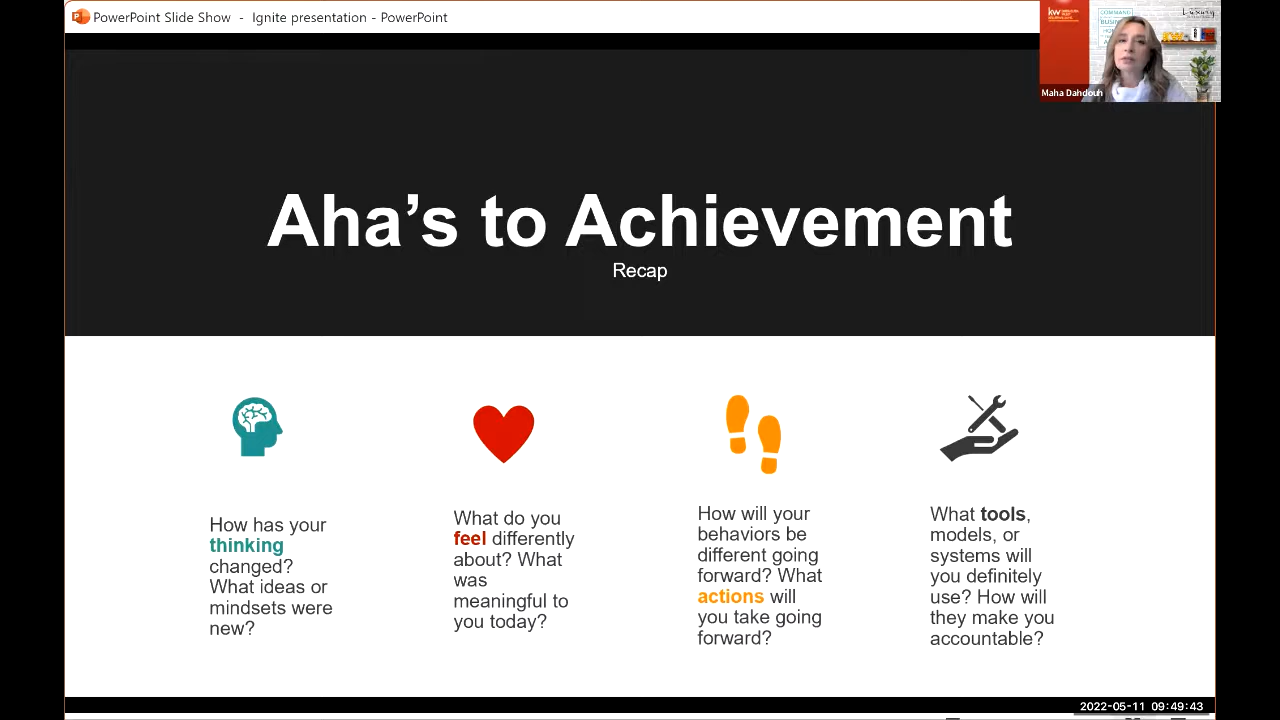 PowerPoint Slide Show - Ignite presentation - PowerPoint
kw
COMMAND
Luxury
Maha Dahdouh
Aha’s to Achievement
Recap
How has your
thinking
changed?
What ideas or
mindsets were
new?
What do you
feel differently
about? What
was
meaningful to
you today?
How will your
behaviors be
different going
forward? What
actions will
you take going
forward?
What tools,
models, or
systems will
you definitely
use? How will
they make you
accountable?
2022-05-11 09:49:43